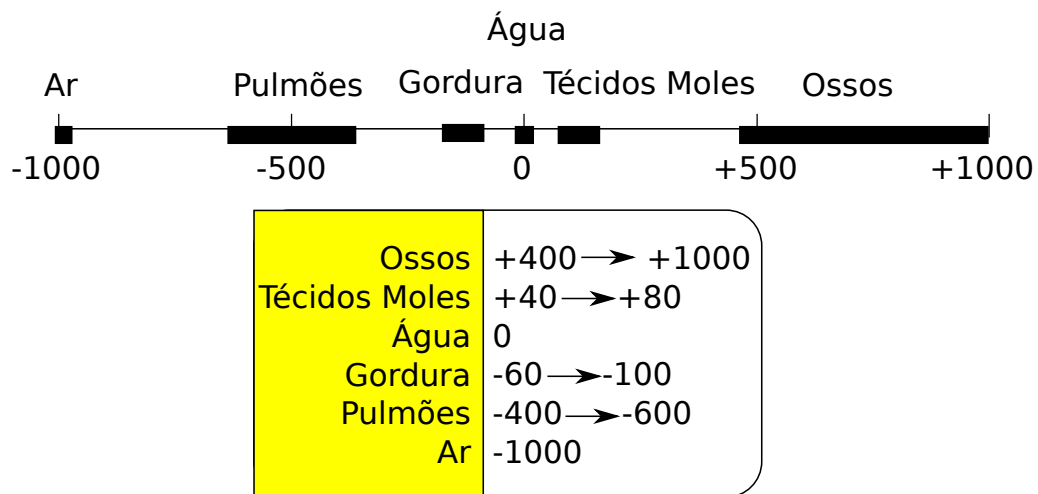 Água
Ar Pulmões Gordura Técidos Moles Ossos
-1000 -500 0 +500 +1000
Ossos +400 +1000
Técidos Moles +40 +80
Água 0
Gordura -60 -100
Pulmões -400 -600
Ar -1000